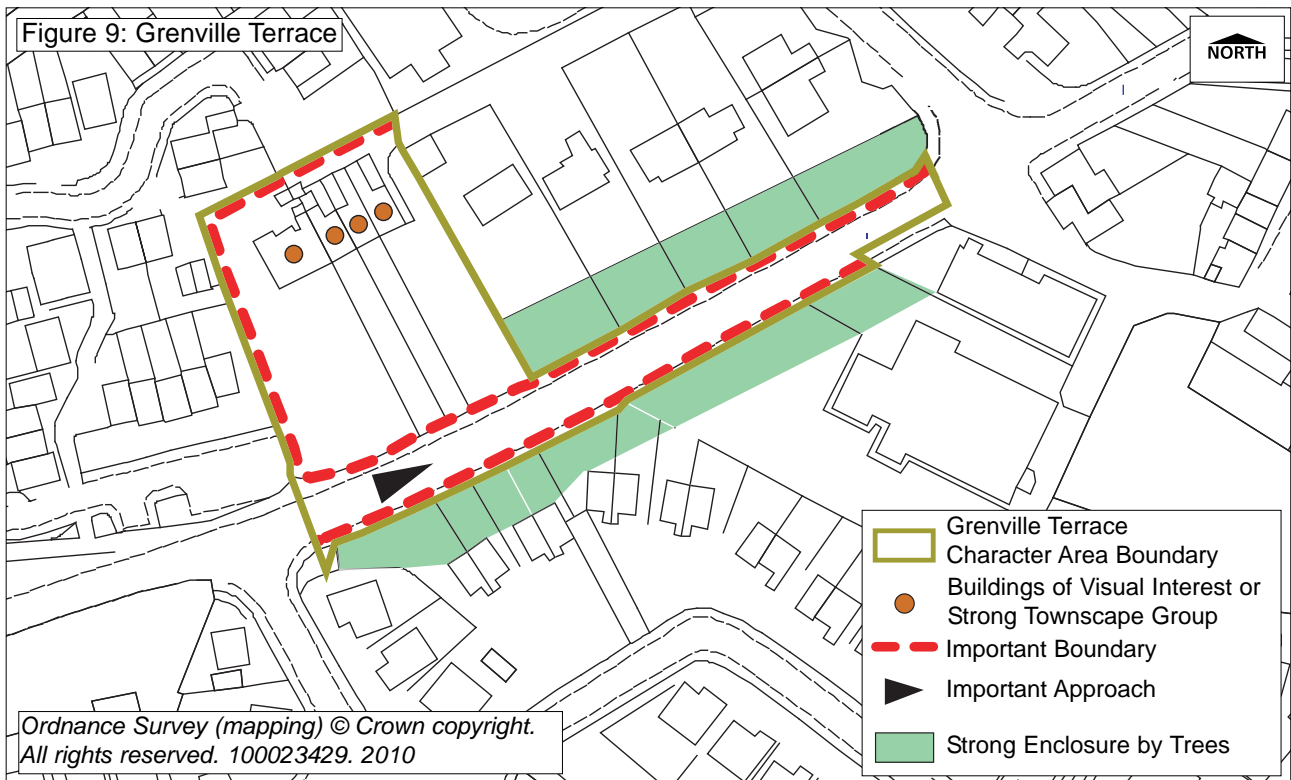 Figure 9: Grenville Terrace
NORTH
Grenville Terrace
Character Area Boundary
Buildings of Visual Interest or
Strong Townscape Group
Important Boundary
Important Approach
Strong Enclosure by Trees
Ordnance Survey (mapping) © Crown copyright.
All rights reserved. 100023429. 2010